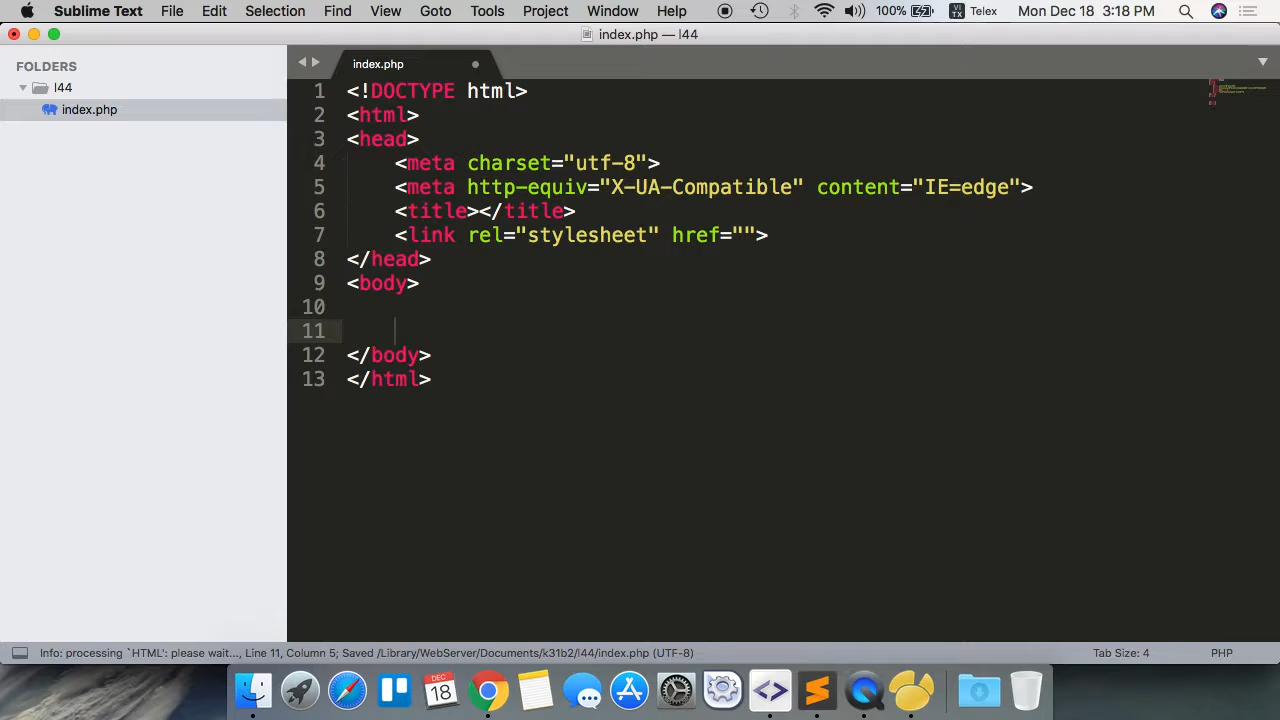 Sublime Text File Edit Selection Find View Goto Tools Project Window Help 100% VI TX Telex Mon Dec 18 3:18 PM
index.php — l44
FOLDERS
l44
index.php
index.php
1 <!DOCTYPE html>
2 <html>
3 <head>
4 <meta charset="utf-8">
5 <meta http-equiv="X-UA-Compatible" content="IE=edge">
6 <title></title>
7 <link rel="stylesheet" href="">
8 </head>
9 <body>
10
11
12 </body>
13 </html>
Info: processing `HTML': please wait..., Line 11, Column 5; Saved /Library/WebServer/Documents/k31b2/l44/index.php (UTF-8) Tab Size: 4 PHP
DEC
18